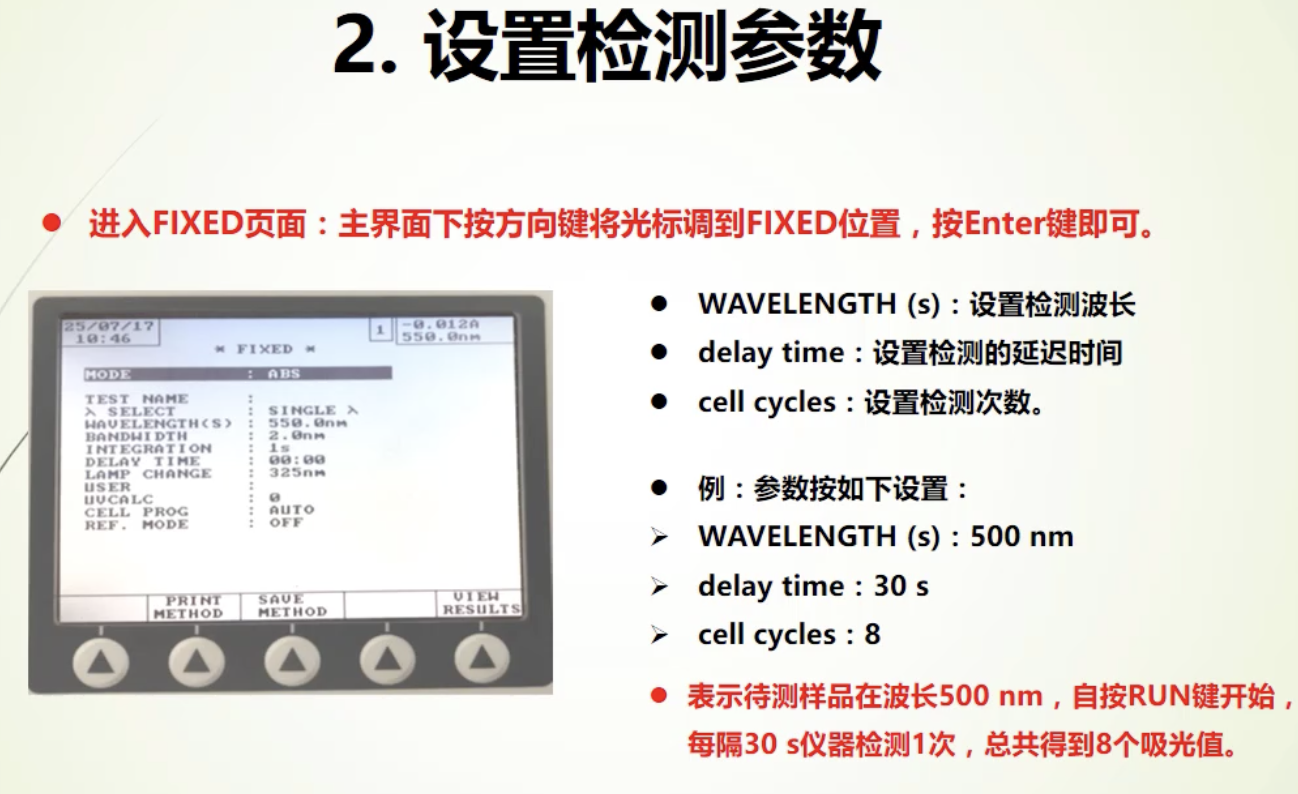 2. 设置检测参数
● 进入FIXED页面：主界面下按方向键将光标调到FIXED位置，按Enter键即可。
25/07/17
10:46
1
-0.012A
550.0nm
* FIXED *
MODE : ABS
TEST NAME :
λ SELECT : SINGLE λ
WAVELENGTH(S) : 550.0nm
BANDWIDTH : 2.0nm
INTEGRATION : 1s
DELAY TIME : 00:00
LAMP CHANGE : 325nm
USER :
UVCALC : 0
CELL PROG : AUTO
REF. MODE : OFF
PRINT
METHOD
SAVE
METHOD
VIEW
RESULTS
● WAVELENGTH (s)：设置检测波长
● delay time：设置检测的延迟时间
● cell cycles：设置检测次数。
● 例：参数按如下设置：
➢ WAVELENGTH (s)：500 nm
➢ delay time：30 s
➢ cell cycles：8
● 表示待测样品在波长500 nm，自按RUN键开始，
每隔30 s仪器检测1次，总共得到8个吸光值。